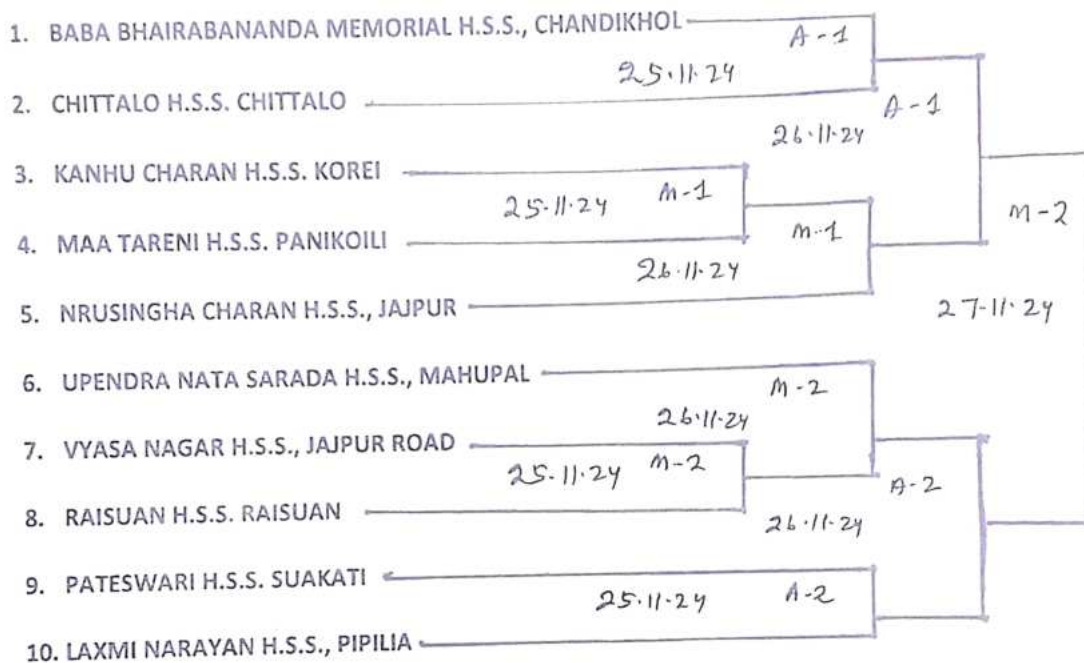 1. BABA BHAIRABANANDA MEMORIAL H.S.S., CHANDIKHOL
A-1
25.11.24
2. CHITTALO H.S.S. CHITTALO
A-1
26.11.24
3. KANHU CHARAN H.S.S. KOREI
25.11.24 M-1
M-1
M-2
4. MAA TARENI H.S.S. PANIKOILI
26.11.24
5. NRUSINGHA CHARAN H.S.S., JAJPUR
27-11.24
6. UPENDRA NATA SARADA H.S.S., MAHUPAL
M-2
26.11.24
7. VYASA NAGAR H.S.S., JAJPUR ROAD
25.11.24 M-2
A-2
8. RAISUAN H.S.S. RAISUAN
26.11.24
9. PATESWARI H.S.S. SUAKATI
25.11.24 A-2
10. LAXMI NARAYAN H.S.S., PIPILIA